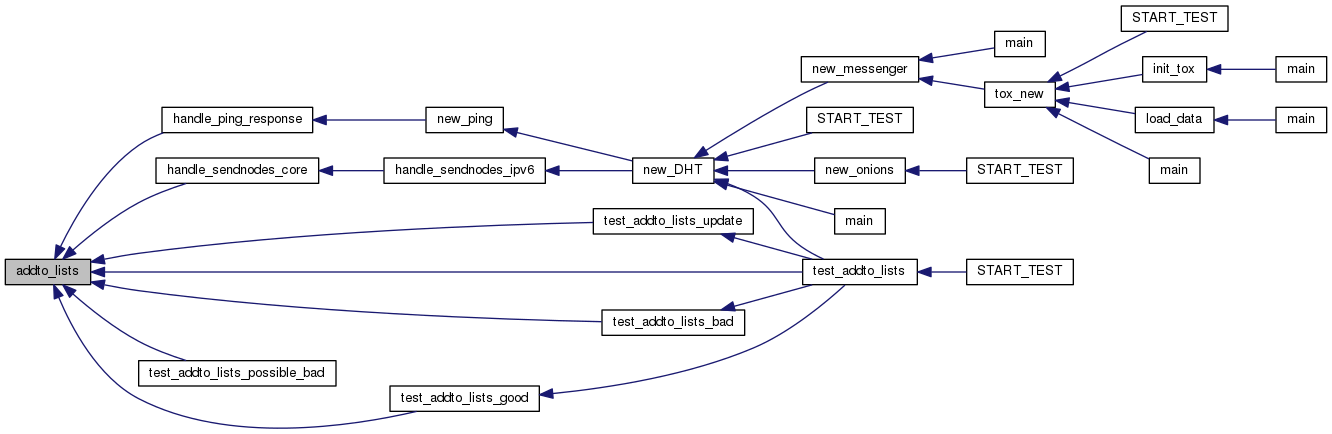 START_TEST
main
new_messenger
init_tox
main
tox_new
handle_ping_response
new_ping
START_TEST
load_data
main
handle_sendnodes_core
handle_sendnodes_ipv6
new_DHT
new_onions
START_TEST
main
test_addto_lists_update
main
addto_lists
test_addto_lists
START_TEST
test_addto_lists_bad
test_addto_lists_possible_bad
test_addto_lists_good